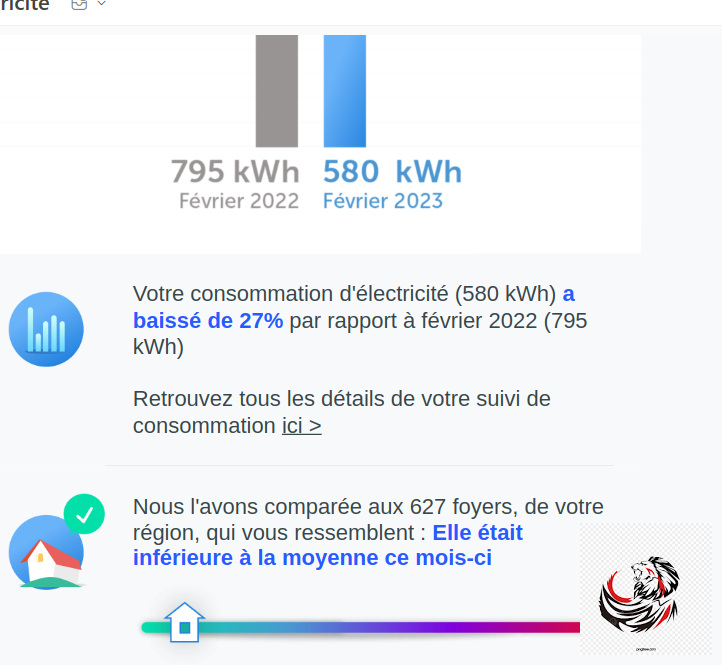 795 kWh 580 kWh
Février 2022 Février 2023
Votre consommation d'électricité (580 kWh) a
baissé de 27% par rapport à février 2022 (795
kWh)
Retrouvez tous les détails de votre suivi de
consommation ici >
Nous l'avons comparée aux 627 foyers, de votre
région, qui vous ressemblent : Elle était
inférieure à la moyenne ce mois-ci
pngtree.com